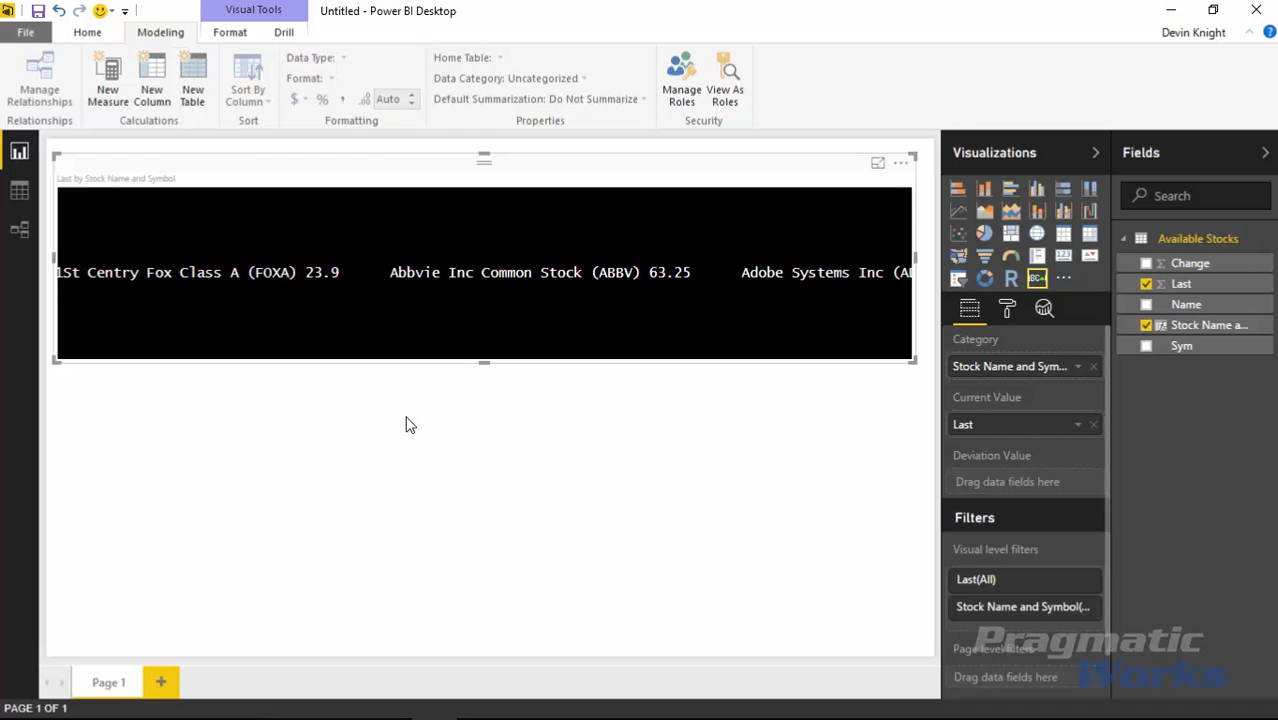 Visual Tools
Untitled - Power BI Desktop
File
Home
Modeling
Format
Drill
Devin Knight
Manage
Relationships
New
Measure
New
Column
New
Table
Sort By
Column
Data Type:
Format:
$ % , Auto
Home Table:
Data Category: Uncategorized
Default Summarization: Do Not Summarize
Manage
Roles
View As
Roles
Relationships
Calculations
Sort
Formatting
Properties
Security
Last by Stock Name and Symbol
1St Centry Fox Class A (FOXA) 23.9 Abbvie Inc Common Stock (ABBV) 63.25 Adobe Systems Inc (AD
Visualizations
R
Category
Stock Name and Sym...
Current Value
Last
Deviation Value
Drag data fields here
Filters
Visual level filters
Last(All)
Stock Name and Symbol(...
Page level filters
Drag data fields here
Fields
Search
Available Stocks
Change
Last
Name
Stock Name a...
Sym
Pragmatic
Works
Page 1
PAGE 1 OF 1